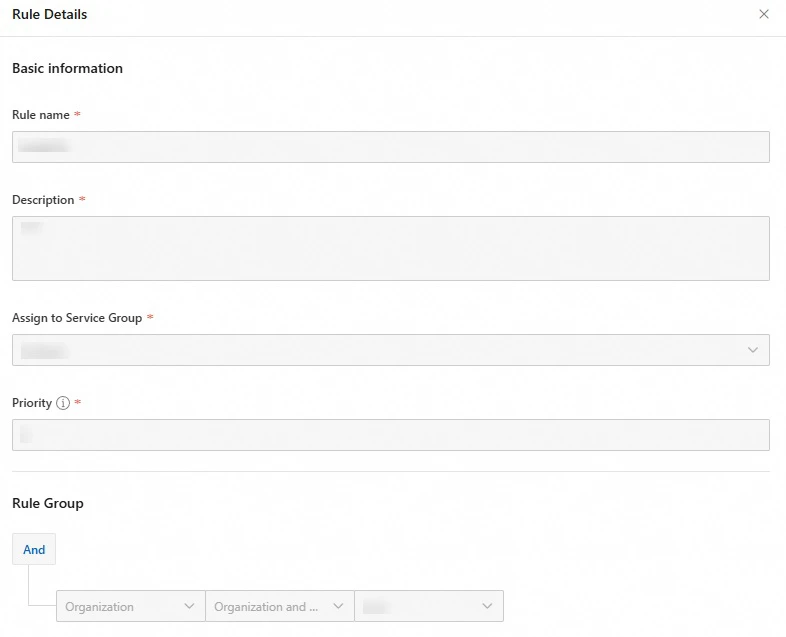 Rule Details
Basic information
Rule name *
Description *
Assign to Service Group *
Priority *
Rule Group
And
Organization Organization and ...